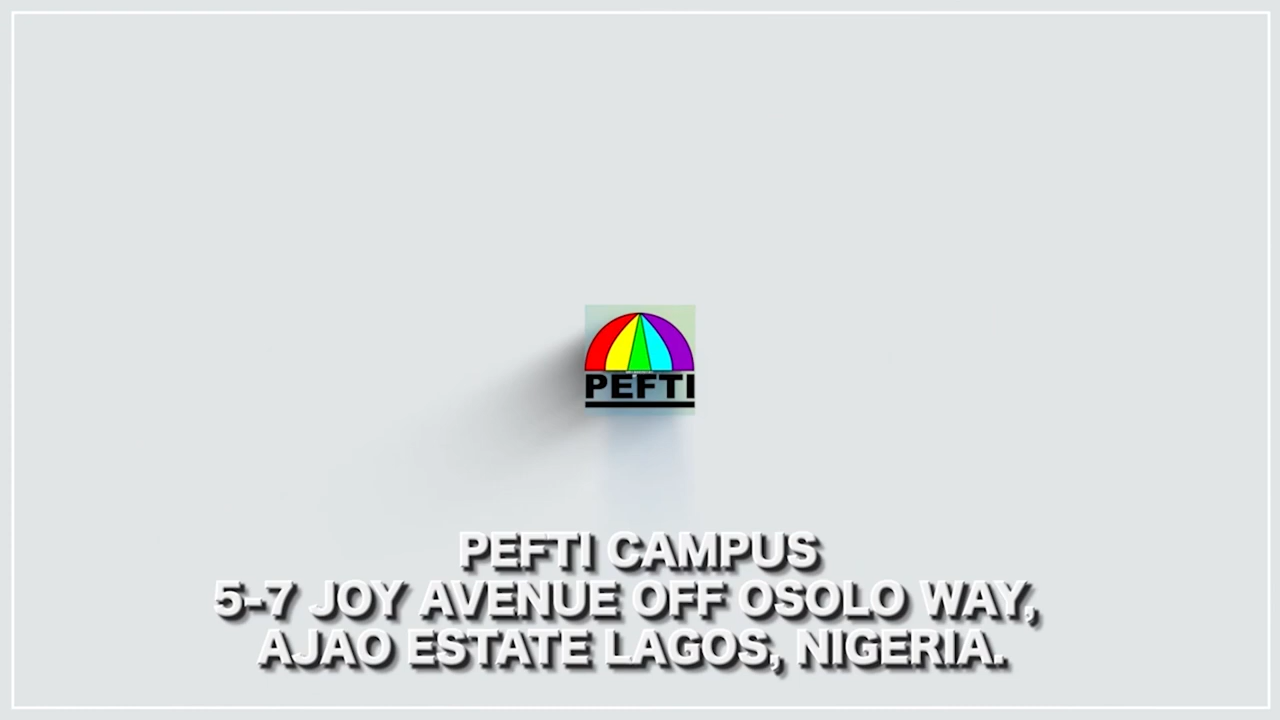 PEFTI
PEFTI CAMPUS
5-7 JOY AVENUE OFF OSOLO WAY,
AJAO ESTATE LAGOS, NIGERIA.